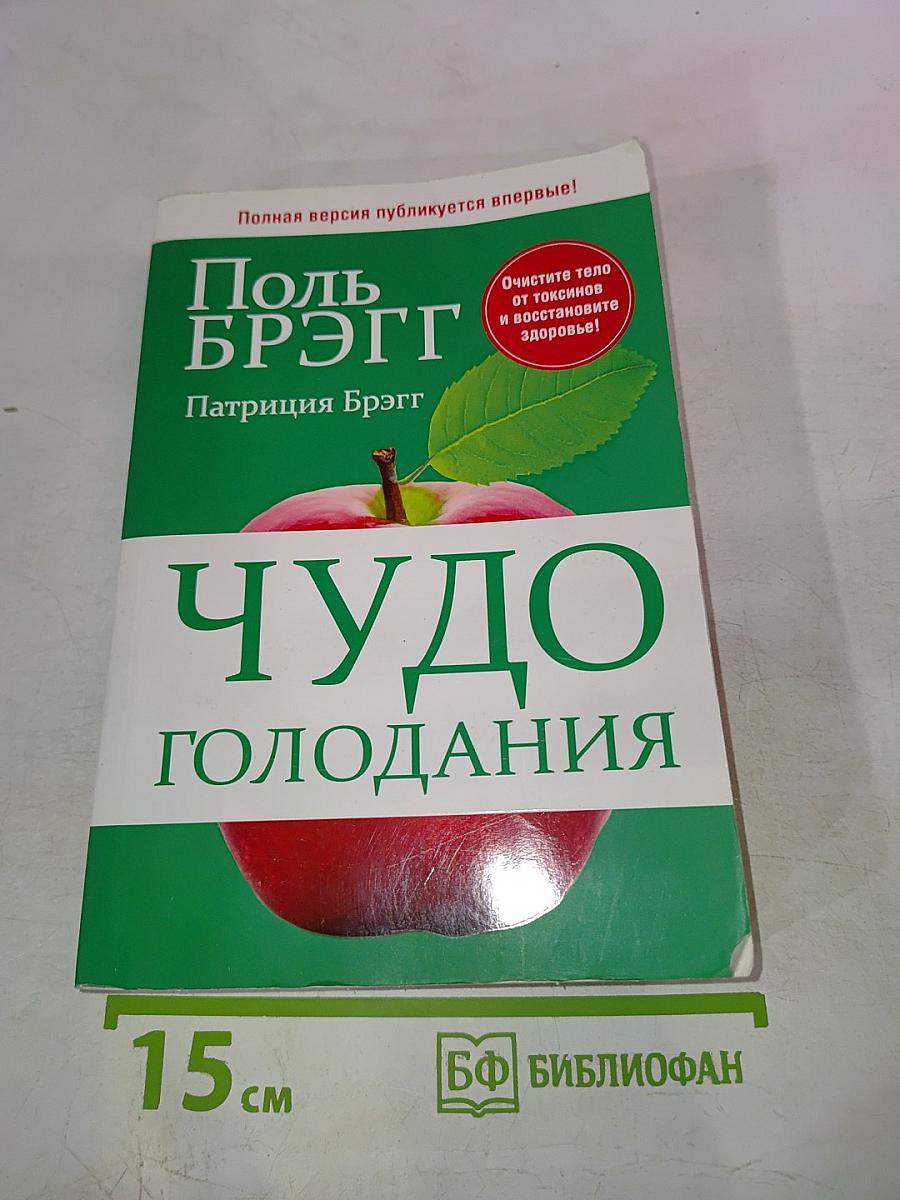 Полная версия публикуется впервые!
Поль
БРЭГГ
Патриция Брэгг
Очистите тело
от токсинов
и восстановите
здоровье!
ЧУДО
ГОЛОДАНИЯ
15 см
БФ БИБЛИОФАН